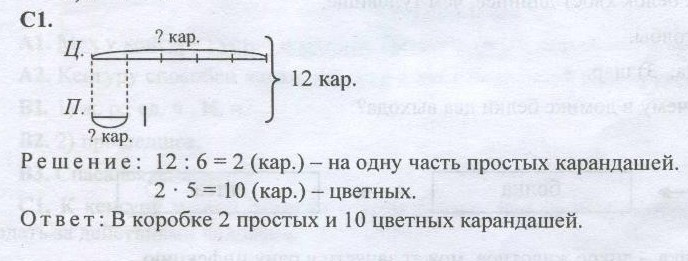 С1.
? кар.
Ц.
12 кар.
П.
? кар.
Решение: 12 : 6 = 2 (кар.) – на одну часть простых карандашей.
2 · 5 = 10 (кар.) – цветных.
Ответ: В коробке 2 простых и 10 цветных карандашей.